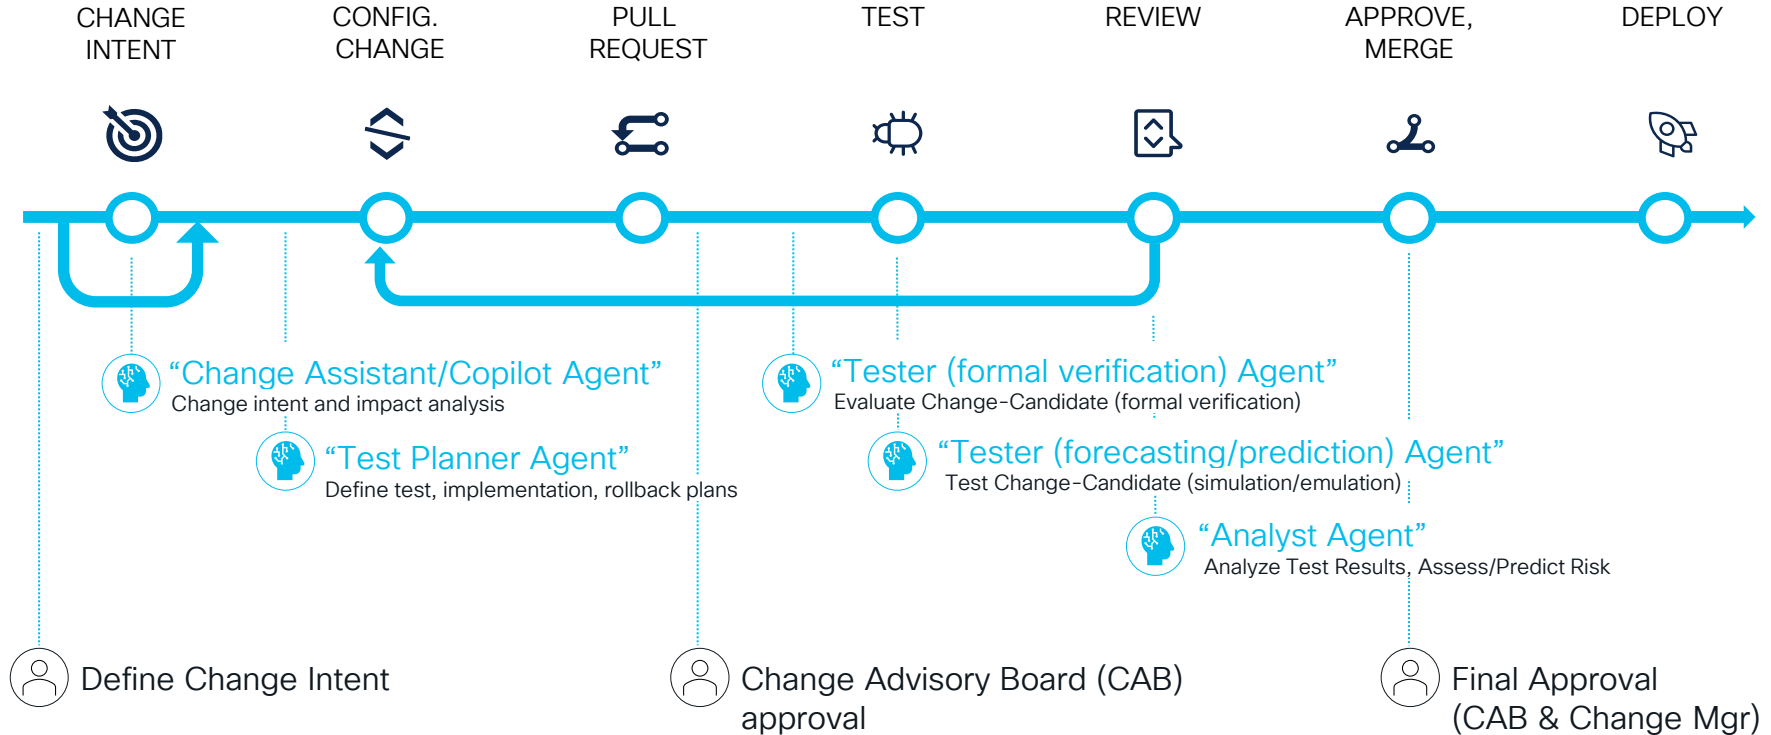 CHANGE
INTENT
CONFIG.
CHANGE
PULL
REQUEST
TEST
REVIEW
APPROVE,
MERGE
DEPLOY
“Change Assistant/Copilot Agent”
Change intent and impact analysis
“Tester (formal verification) Agent”
Evaluate Change-Candidate (formal verification)
“Test Planner Agent”
Define test, implementation, rollback plans
“Tester (forecasting/prediction) Agent”
Test Change-Candidate (simulation/emulation)
“Analyst Agent”
Analyze Test Results, Assess/Predict Risk
Define Change Intent
Change Advisory Board (CAB)
approval
Final Approval
(CAB & Change Mgr)